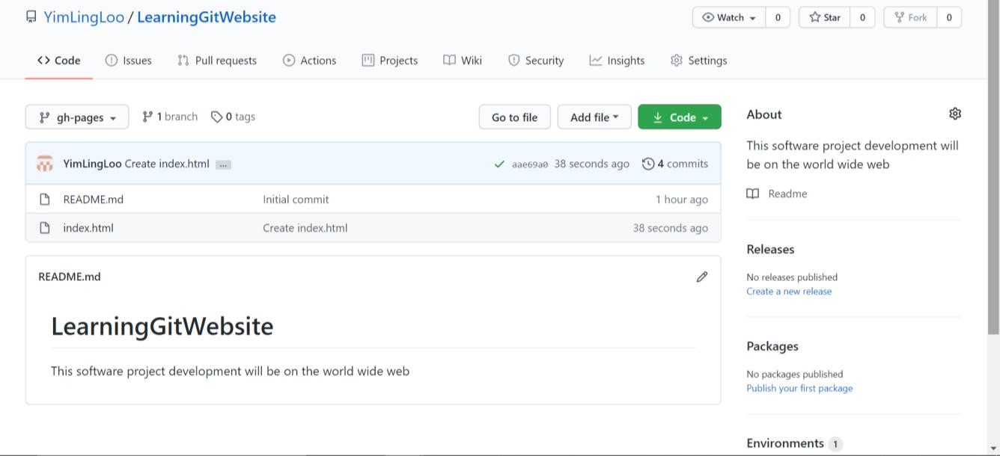 YimLingLoo / LearningGitWebsite
Watch 0 Star 0 Fork 0
Code Issues Pull requests Actions Projects Wiki Security Insights Settings
gh-pages 1 branch 0 tags Go to file Add file Code
YimLingLoo Create index.html ... aae69a0 38 seconds ago 4 commits
README.md Initial commit 1 hour ago
index.html Create index.html 38 seconds ago
README.md
LearningGitWebsite
This software project development will be on the world wide web
About
This software project development will
be on the world wide web
Readme
Releases
No releases published
Create a new release
Packages
No packages published
Publish your first package
Environments 1